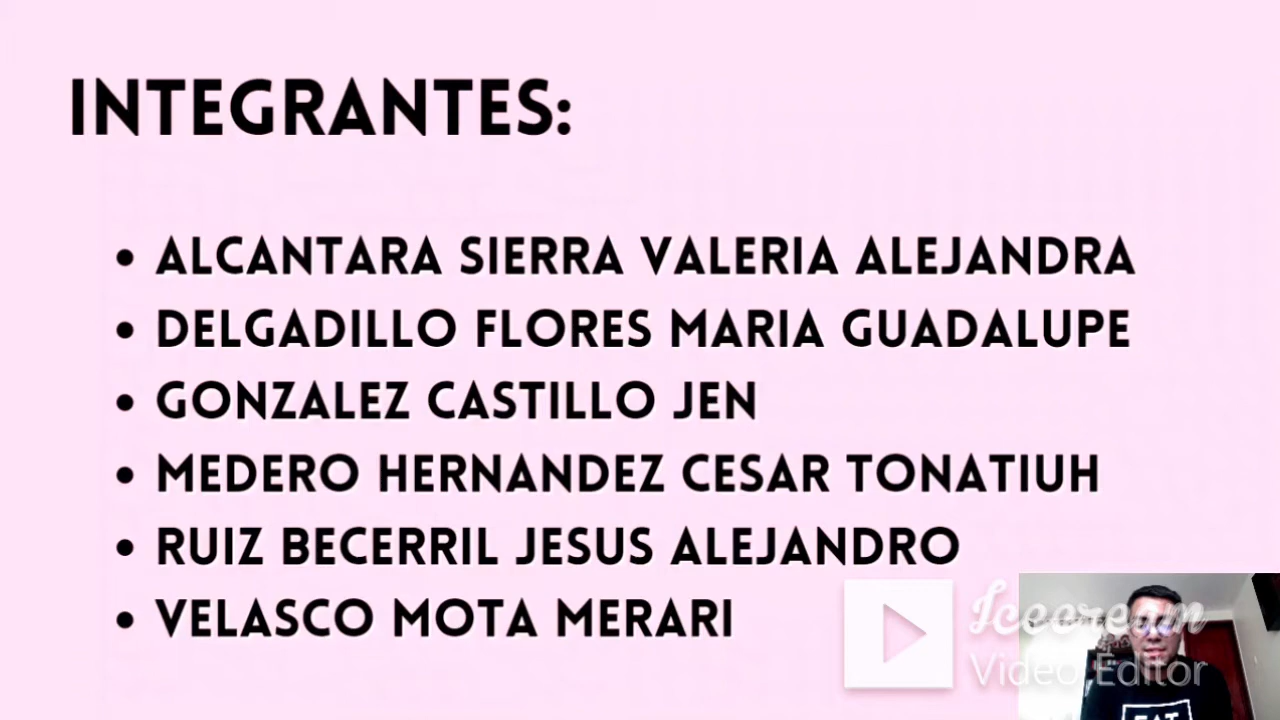 INTEGRANTES:
• ALCANTARA SIERRA VALERIA ALEJANDRA
• DELGADILLO FLORES MARIA GUADALUPE
• GONZALEZ CASTILLO JEN
• MEDERO HERNANDEZ CESAR TONATIUH
• RUIZ BECERRIL JESUS ALEJANDRO
• VELASCO MOTA MERARI
Icecream
Video Editor